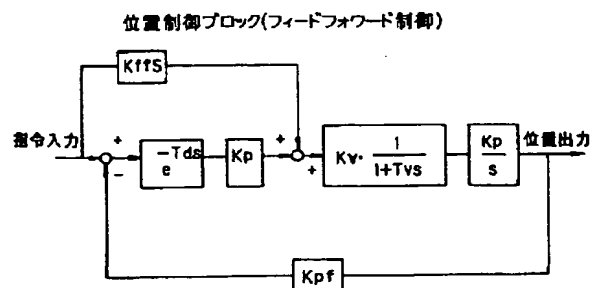 位置制御ブロック(フィードフォワード制御)
KffS
指令入力
+
-
e^-Tds
Kp
+
+
Kv・ 1/(1+Tvs)
Kp/s
位置出力
Kpf